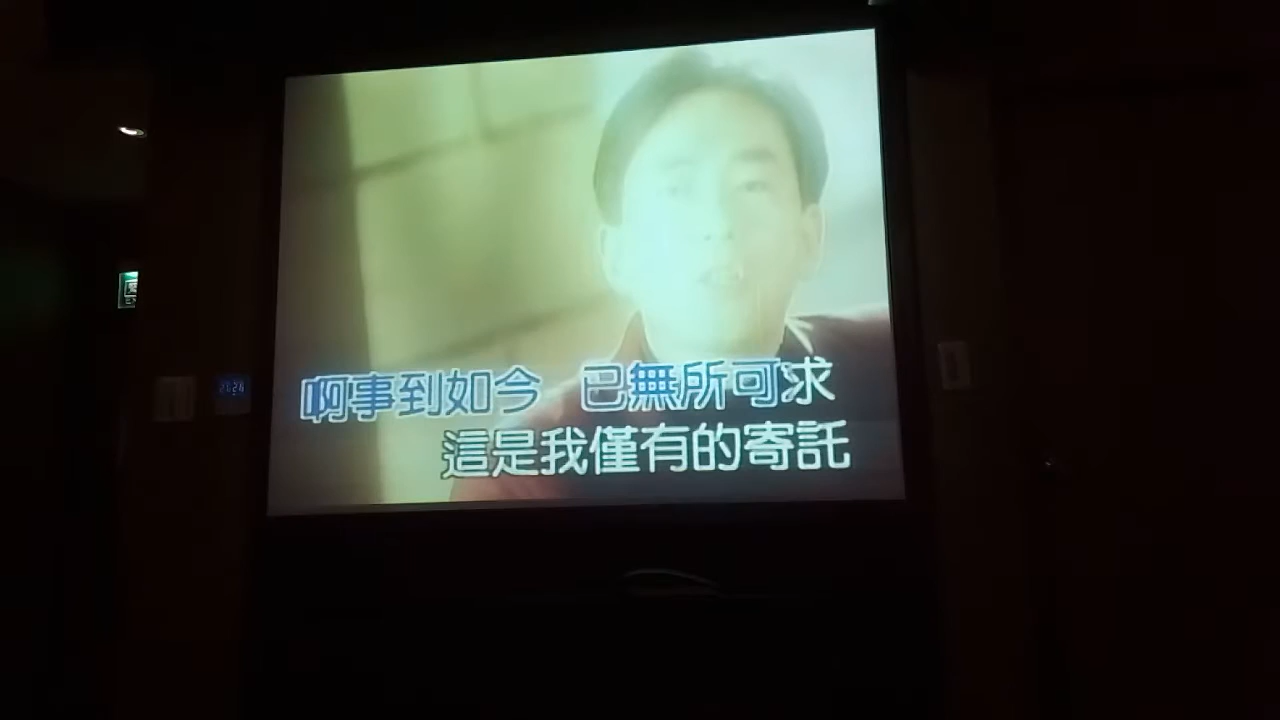 啊事到如今 已無所可求
這是我僅有的寄託